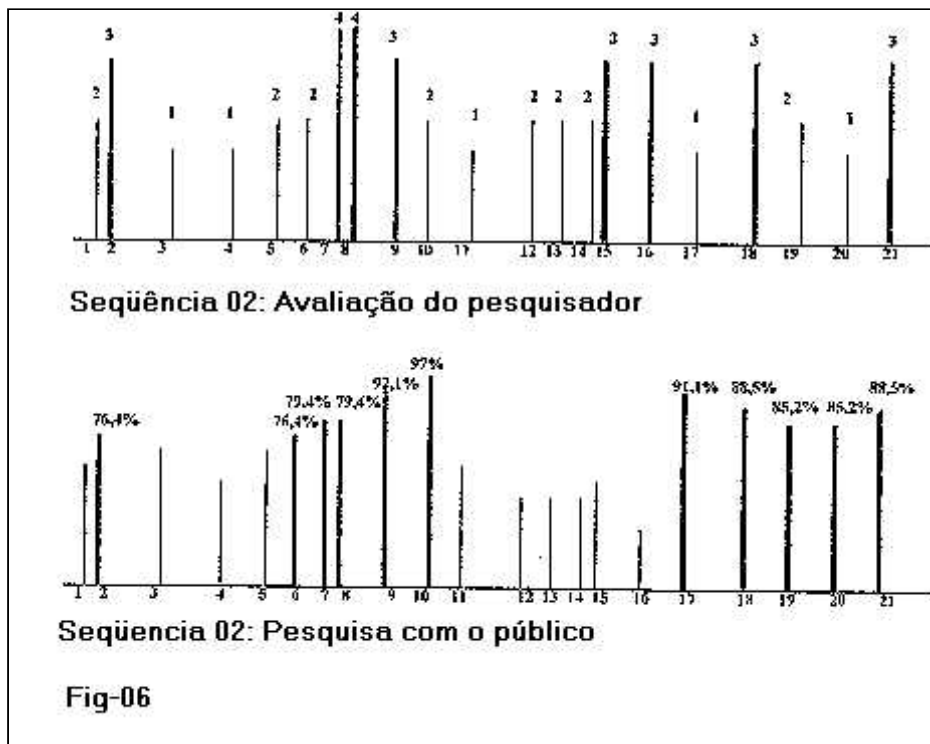 4 4
3 3 3 3 3 3
2 2 2 2 2 2 2 2
1 1 1 1 1
1 2 3 4 5 6 7 8 9 10 11 12 13 14 15 16 17 18 19 20 21
Seqüência 02: Avaliação do pesquisador
97%
92,1% 91,1% 88,5% 88,5%
76,4% 79,4% 79,4% 85,2% 85,2%
76,4%
1 2 3 4 5 6 7 8 9 10 11 12 13 14 15 16 17 18 19 20 21
Seqüencia 02: Pesquisa com o público
Fig-06